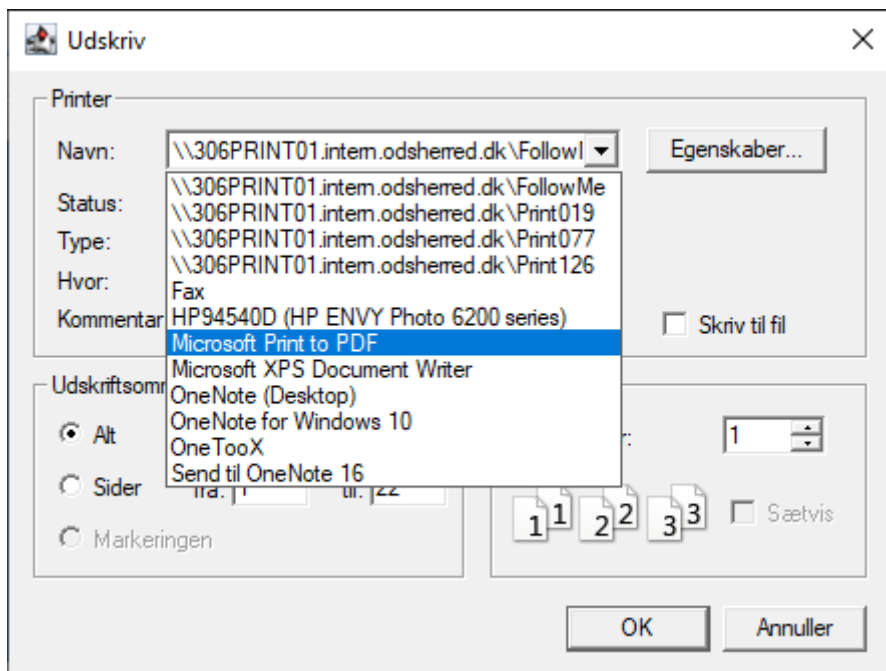 Udskriv
Printer
Navn:
\\306PRINT01.intern.odsherred.dk\Follow
Egenskaber...
\\306PRINT01.intern.odsherred.dk\FollowMe
Status:
\\306PRINT01.intern.odsherred.dk\Print019
Type:
\\306PRINT01.intern.odsherred.dk\Print077
\\306PRINT01.intern.odsherred.dk\Print126
Hvor:
Fax
Kommentar
HP94540D (HP ENVY Photo 6200 series)
Skriv til fil
Microsoft Print to PDF
Microsoft XPS Document Writer
Udskriftsom
OneNote (Desktop)
OneNote for Windows 10
Alt
r:
1
OneTooX
Send til OneNote 16
Sider
fra: 1
til: 22
1 1 2 2 3 3
Sætvis
Markeringen
OK
Annuller